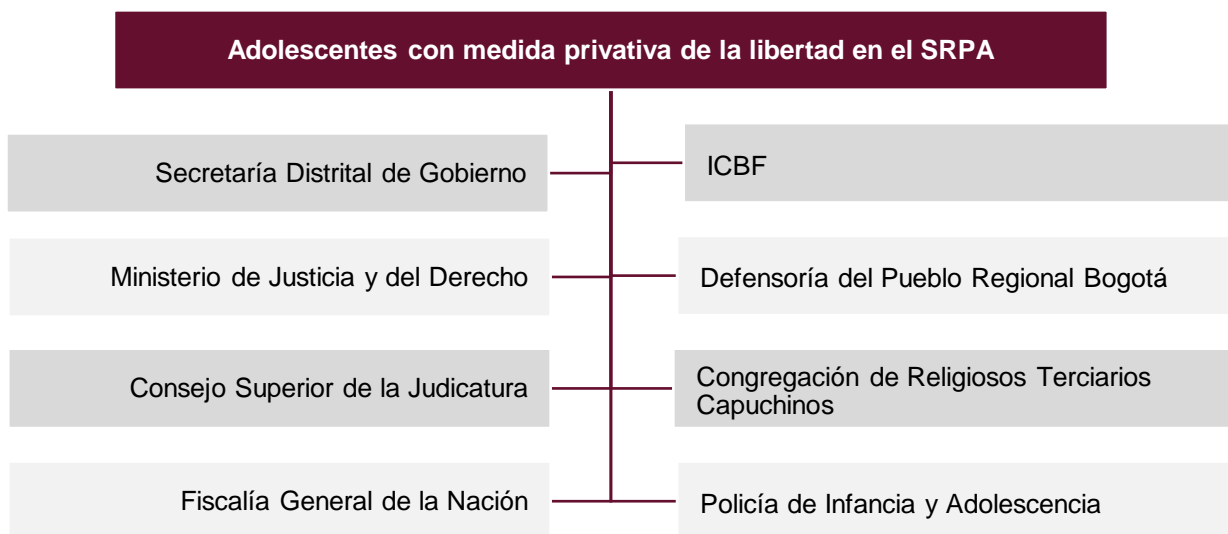 Adolescentes con medida privativa de la libertad en el SRPA
Secretaría Distrital de Gobierno
ICBF
Ministerio de Justicia y del Derecho
Defensoría del Pueblo Regional Bogotá
Consejo Superior de la Judicatura
Congregación de Religiosos Terciarios
Capuchinos
Fiscalía General de la Nación
Policía de Infancia y Adolescencia